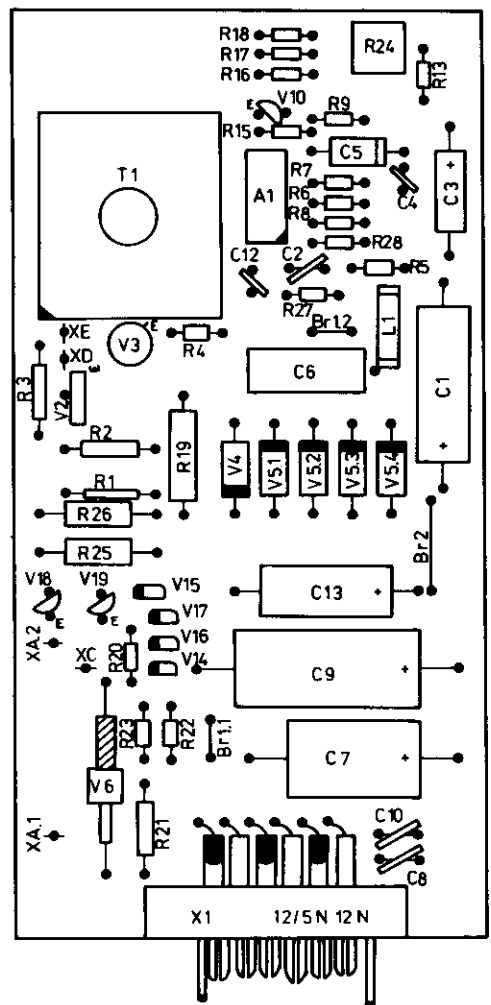 R18
R17
R16
R24
R13
E
V10
R9
R15
C5
T1
A1
R7
R6
R8
R28
C4
C3
+
C12
C2
R5
R27
XE
E
V3
R4
Br1.2
L1
XD
E
R3
V2
C6
C1
+
R2
R19
V4
V5.1
V5.2
V5.3
V5.4
R1
R26
Br2
R25
V18
V19
V15
C13
+
E
E
V17
XA.2
V16
XC
R20
V14
C9
+
R23
R22
Br1.1
C7
+
V6
R21
XA.1
C10
C8
X1
12/5N
12N